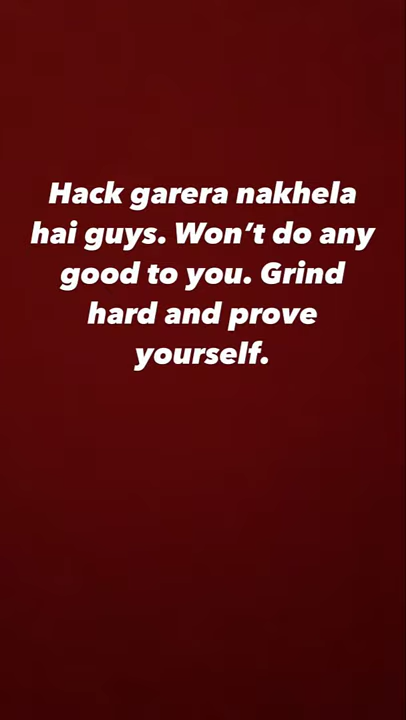 Hack garera nakhela
hai guys. Won’t do any
good to you. Grind
hard and prove
yourself.